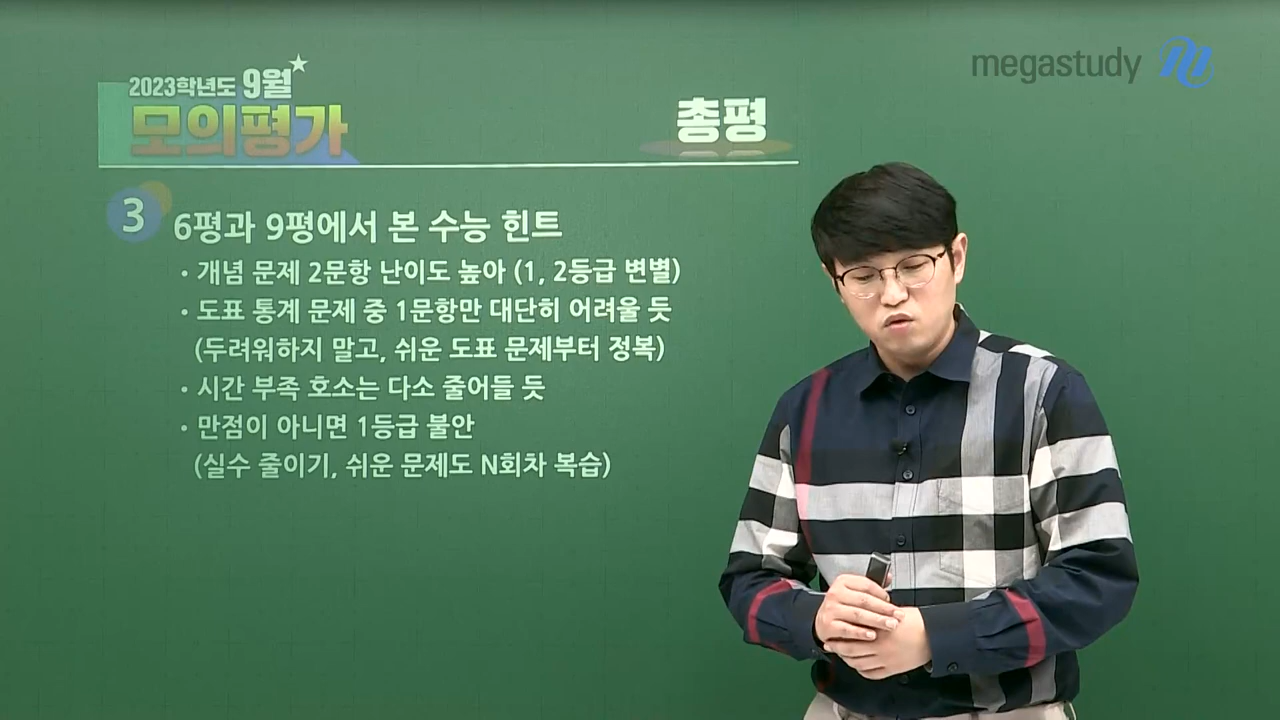 2023학년도 9월
모의평가
총평
megastudy
3
6평과 9평에서 본 수능 힌트
• 개념 문제 2문항 난이도 높아 (1, 2등급 변별)
• 도표 통계 문제 중 1문항만 대단히 어려울 듯
(두려워하지 말고, 쉬운 도표 문제부터 정복)
• 시간 부족 호소는 다소 줄어들 듯
• 만점이 아니면 1등급 불안
(실수 줄이기, 쉬운 문제도 N회차 복습)